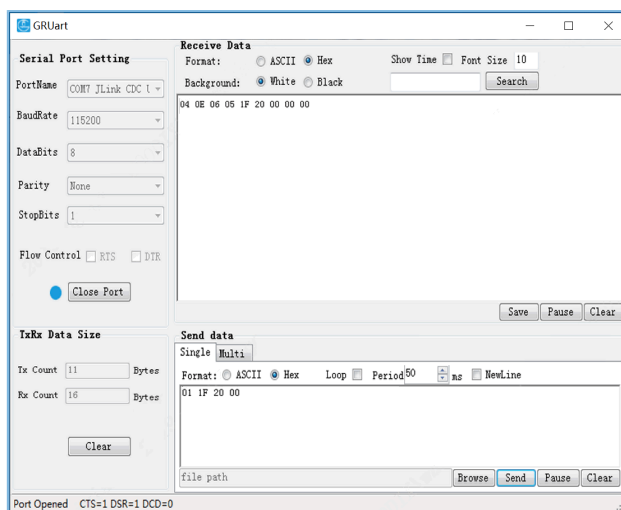 GRUart
Serial Port Setting
PortName COM7 JLink CDC U
BaudRate 115200
DataBits 8
Parity None
StopBits 1
Flow Control RTS DTR
Close Port
TxRx Data Size
Tx Count 11 Bytes
Rx Count 16 Bytes
Clear
Receive Data
Format: ASCII Hex Show Time Font Size 10
Background: White Black Search
04 0E 06 05 1F 20 00 00 00
Save Pause Clear
Send data
Single Multi
Format: ASCII Hex Loop Period 50 ms NewLine
01 1F 20 00
file path Browse Send Pause Clear
Port Opened CTS=1 DSR=1 DCD=0